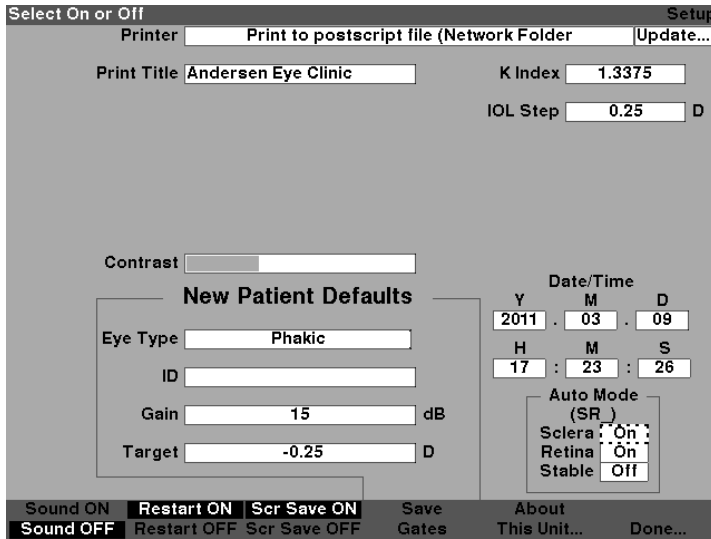 Select On or Off Setup
Printer Print to postscript file (Network Folder Update...
Print Title Andersen Eye Clinic K Index 1.3375
IOL Step 0.25 D
Contrast
Date/Time
New Patient Defaults Y M D
2011 . 03 . 09
Eye Type Phakic H M S
ID 17 : 23 : 26
Auto Mode
Gain 15 dB (SR_)
Sclera On
Target -0.25 D Retina On
Stable Off
Sound ON Restart ON Scr Save ON Save About
Sound OFF Restart OFF Scr Save OFF Gates This Unit... Done...